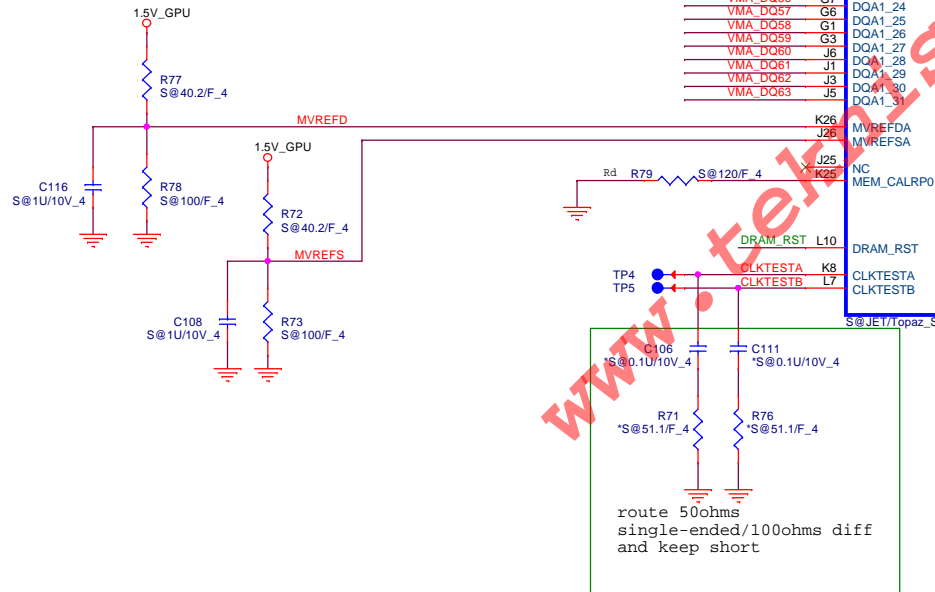 1.5V_GPU
R77
S@40.2/F_4
MVREFD
C116
S@1U/10V_4
R78
S@100/F_4
1.5V_GPU
R72
S@40.2/F_4
MVREFS
C108
S@1U/10V_4
R73
S@100/F_4
G7 DQA1_24
VMA_DQ57 G6 DQA1_25
VMA_DQ58 G1 DQA1_26
VMA_DQ59 G3 DQA1_27
VMA_DQ60 J6 DQA1_28
VMA_DQ61 J1 DQA1_29
VMA_DQ62 J3 DQA1_30
VMA_DQ63 J5 DQA1_31
K26 MVREFDA
J26 MVREFSA
J25 NC
Rd R79 S@120/F_4 K25 MEM_CALRP0
DRAM_RST L10 DRAM_RST
TP4 CLKTESTA K8 CLKTESTA
TP5 CLKTESTB L7 CLKTESTB
S@JET/Topaz_S
C106
*S@0.1U/10V_4
C111
*S@0.1U/10V_4
R71
*S@51.1/F_4
R76
*S@51.1/F_4
route 50ohms
single-ended/100ohms diff
and keep short
www.teknis